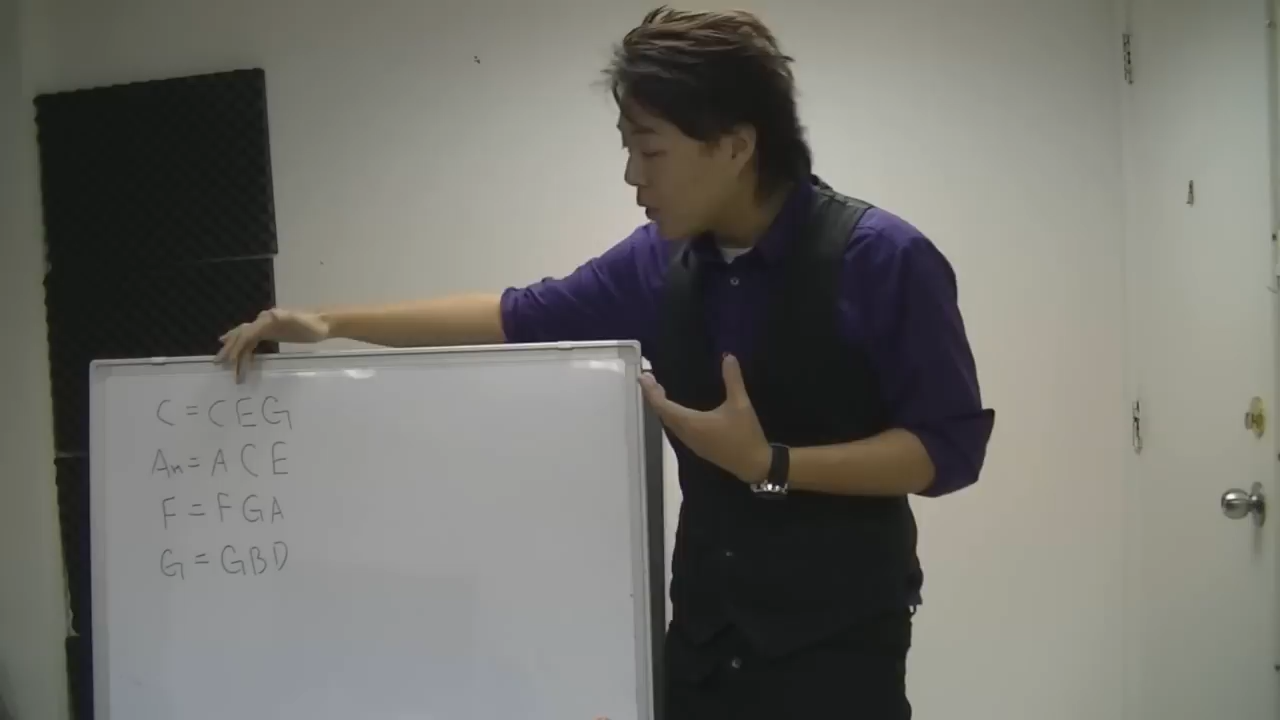 C = C E G
Am = A C E
F = F G A
G = G B D